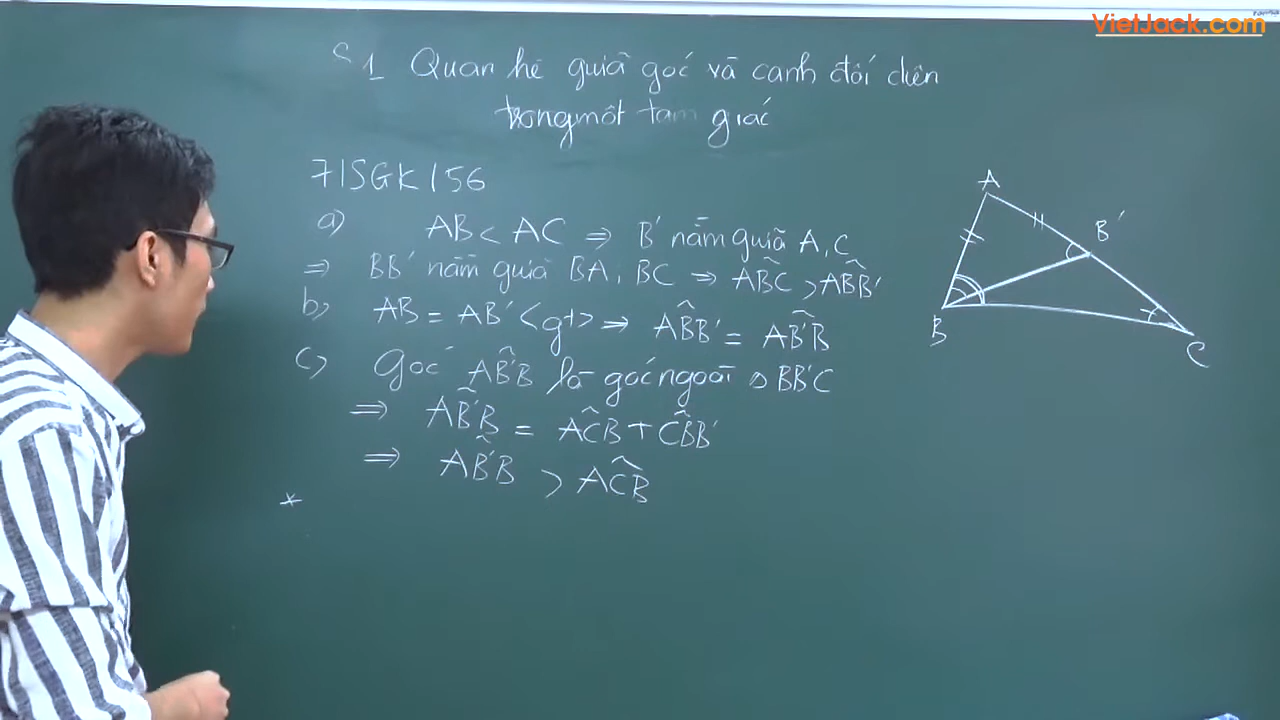 VietJack.com
§1 Quan hệ giữa góc và cạnh đối diện
trong một tam giác
7/SGK/56
a) AB < AC ⇒ B' nằm giữa A, C
⇒ BB' nằm giữa BA, BC ⇒ ABC > ABB'
b) AB = AB' <gt> ⇒ ABB' = AB'B
c) Góc AB'B là góc ngoài △BB'C
⇒ AB'B = ACB + CBB'
⇒ AB'B > ACB
*
A
B'
B
C